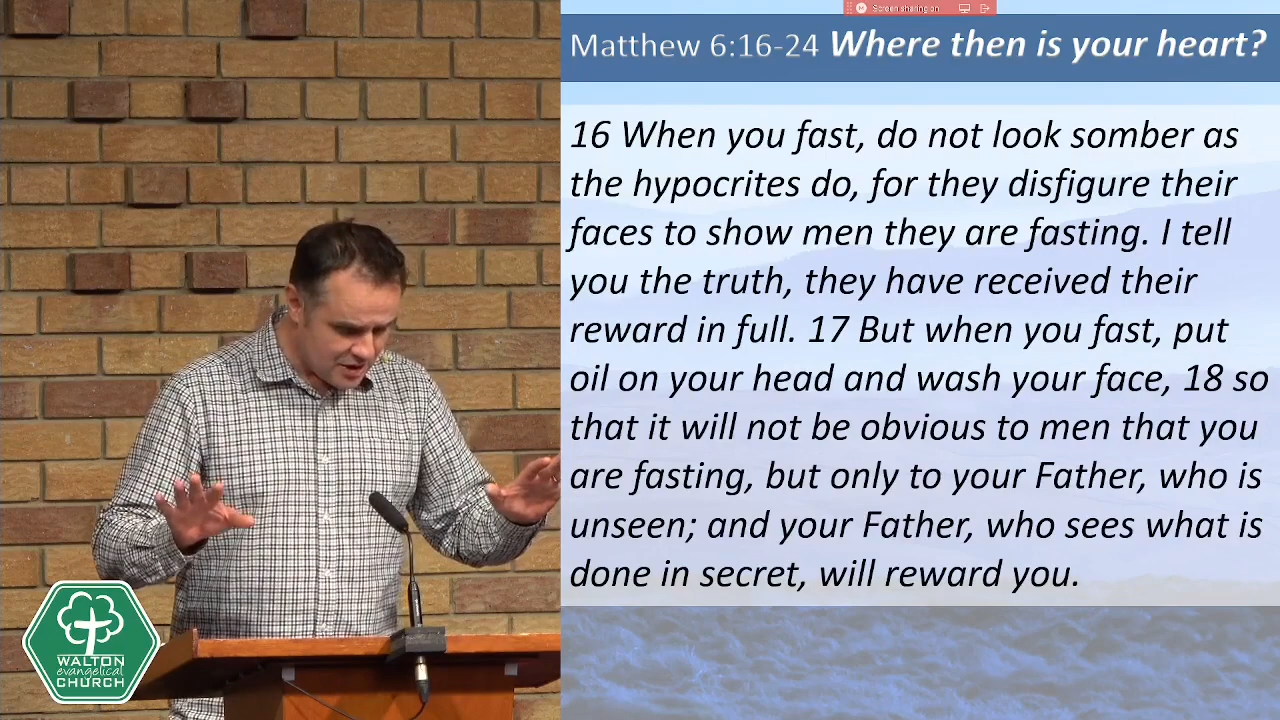 Screen sharing on
Matthew 6:16-24 Where then is your heart?
16 When you fast, do not look somber as
the hypocrites do, for they disfigure their
faces to show men they are fasting. I tell
you the truth, they have received their
reward in full. 17 But when you fast, put
oil on your head and wash your face, 18 so
that it will not be obvious to men that you
are fasting, but only to your Father, who is
unseen; and your Father, who sees what is
done in secret, will reward you.
WALTON
evangelical
CHURCH